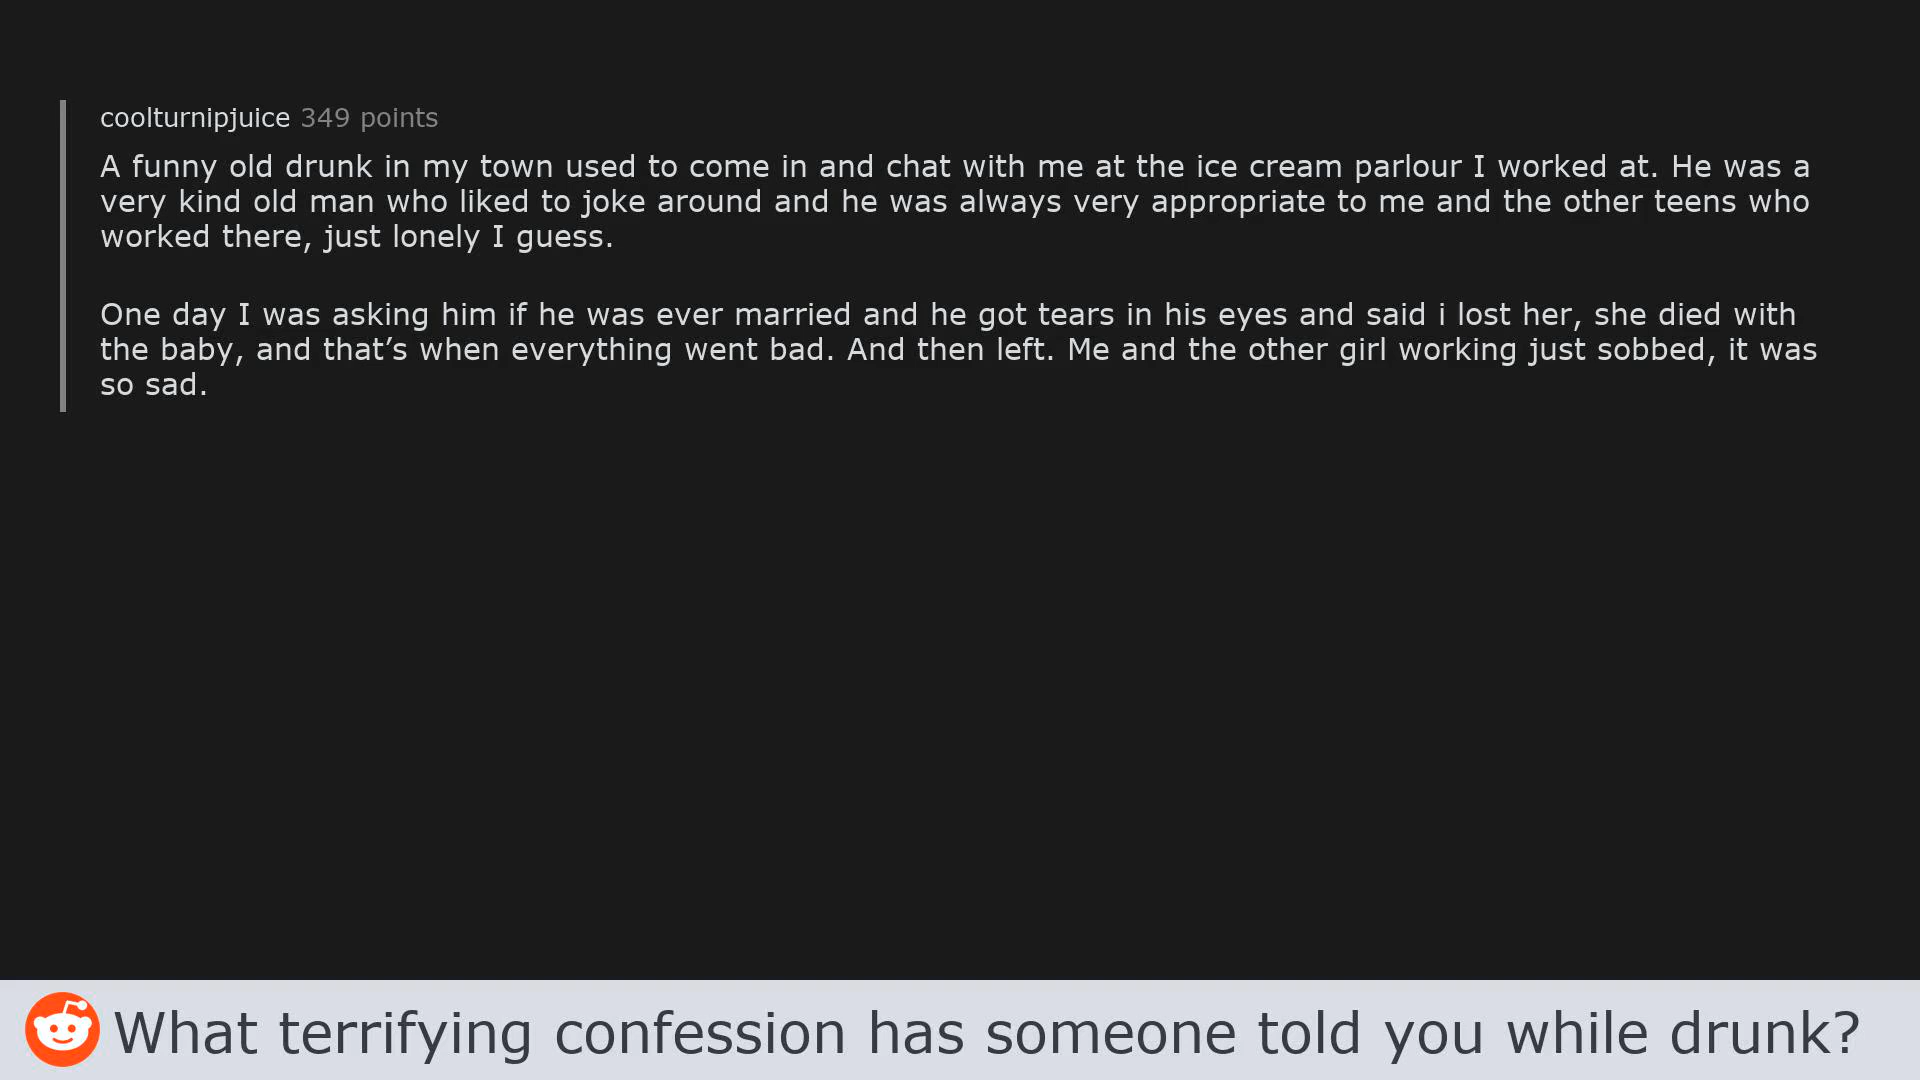 coolturnipjuice 349 points
A funny old drunk in my town used to come in and chat with me at the ice cream parlour I worked at. He was a
very kind old man who liked to joke around and he was always very appropriate to me and the other teens who
worked there, just lonely I guess.
One day I was asking him if he was ever married and he got tears in his eyes and said i lost her, she died with
the baby, and that’s when everything went bad. And then left. Me and the other girl working just sobbed, it was
so sad.
What terrifying confession has someone told you while drunk?